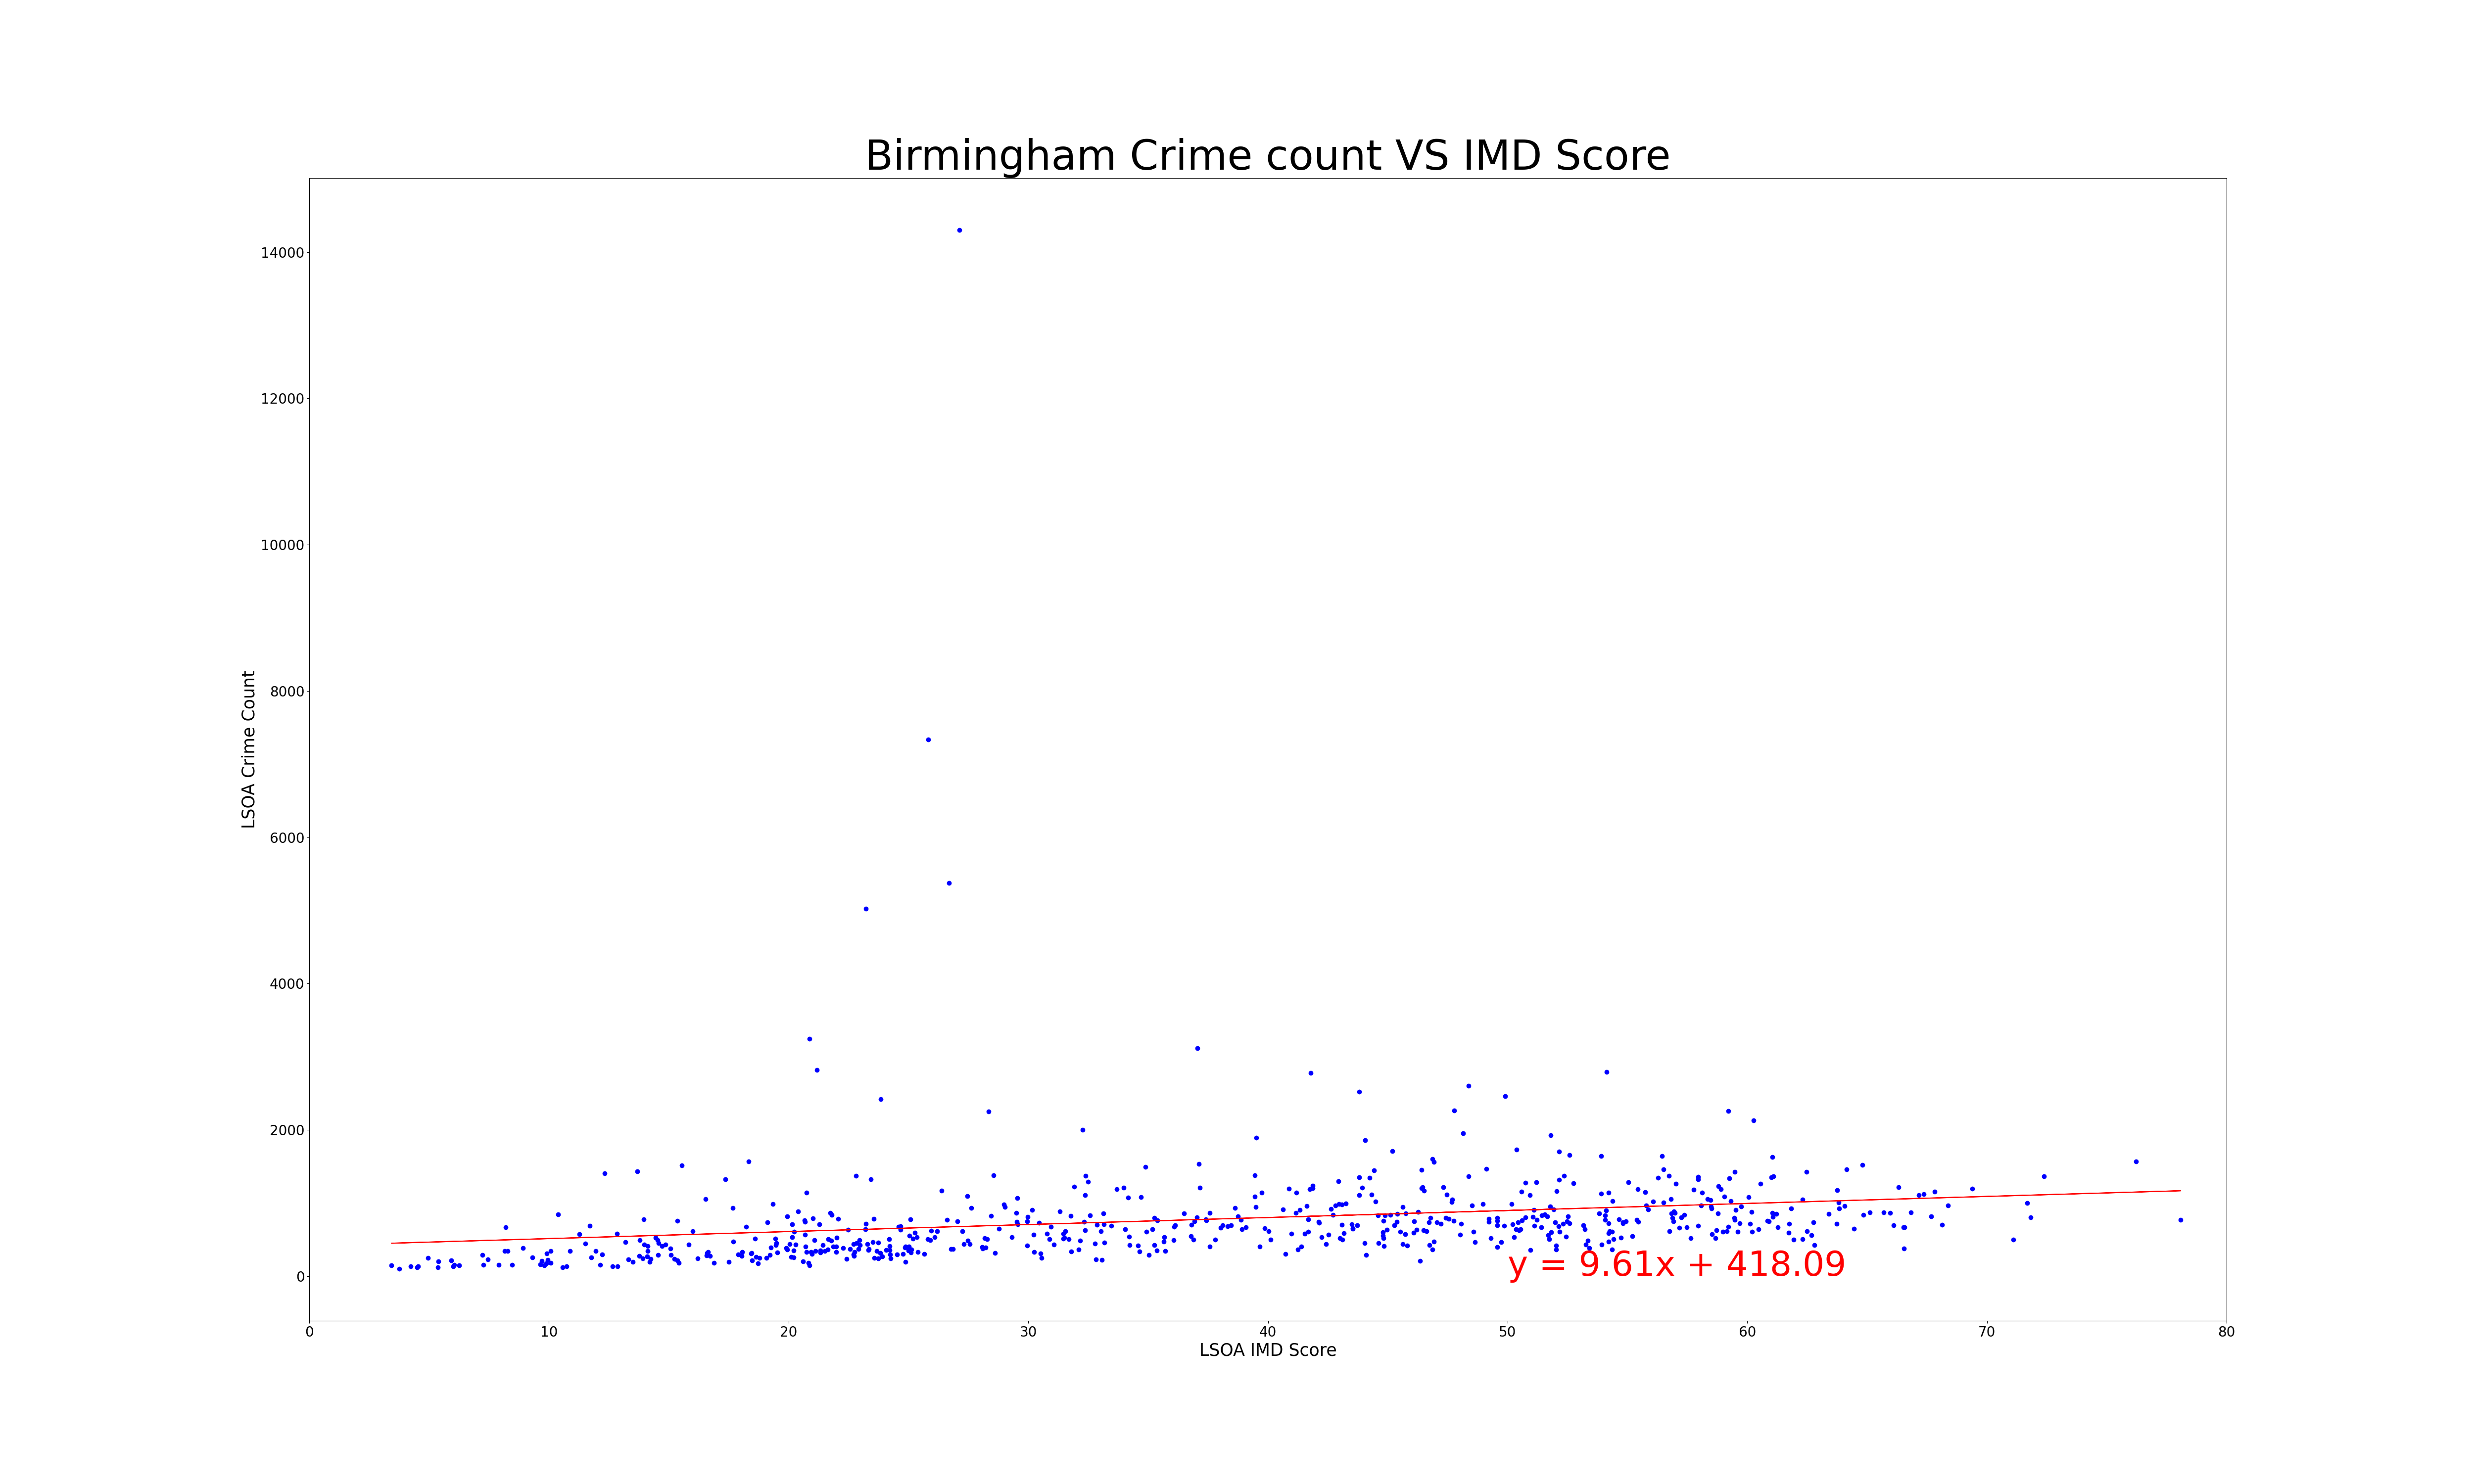 Birmingham Crime count VS IMD Score
14000
12000
10000
8000
6000
4000
2000
0
LSOA Crime Count
y = 9.61x + 418.09
0 10 20 30 40 50 60 70 80
LSOA IMD Score